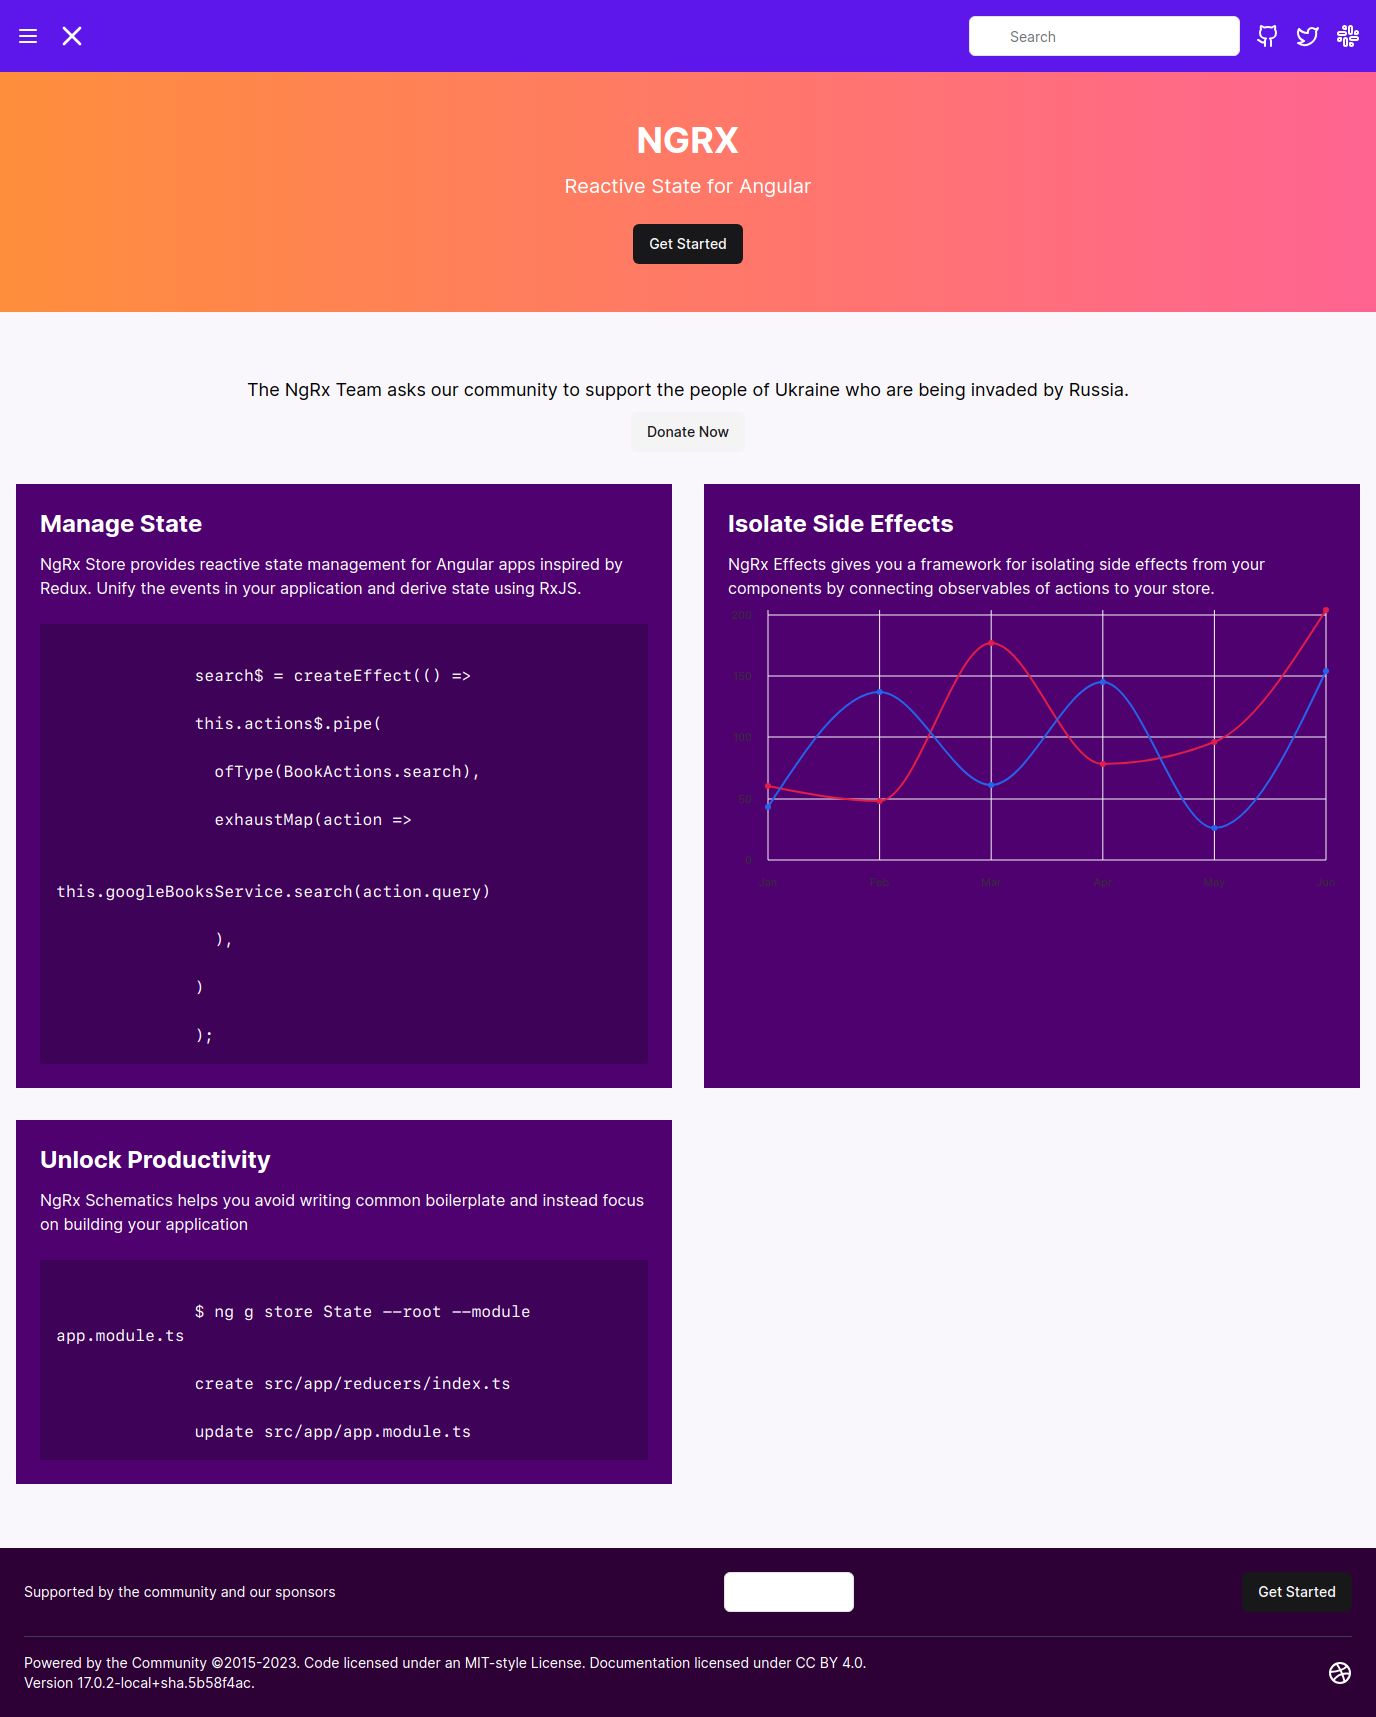 Search
NGRX
Reactive State for Angular
Get Started
The NgRx Team asks our community to support the people of Ukraine who are being invaded by Russia.
Donate Now
Manage State
NgRx Store provides reactive state management for Angular apps inspired by
Redux. Unify the events in your application and derive state using RxJS.
search$ = createEffect(() =>
this.actions$.pipe(
ofType(BookActions.search),
exhaustMap(action =>
this.googleBooksService.search(action.query)
),
)
);
Isolate Side Effects
NgRx Effects gives you a framework for isolating side effects from your
components by connecting observables of actions to your store.
200
150
100
50
0
Jan Feb Mar Apr May Jun
Unlock Productivity
NgRx Schematics helps you avoid writing common boilerplate and instead focus
on building your application
$ ng g store State --root --module
app.module.ts
create src/app/reducers/index.ts
update src/app/app.module.ts
Supported by the community and our sponsors
Get Started
Powered by the Community ©2015-2023. Code licensed under an MIT-style License. Documentation licensed under CC BY 4.0.
Version 17.0.2-local+sha.5b58f4ac.